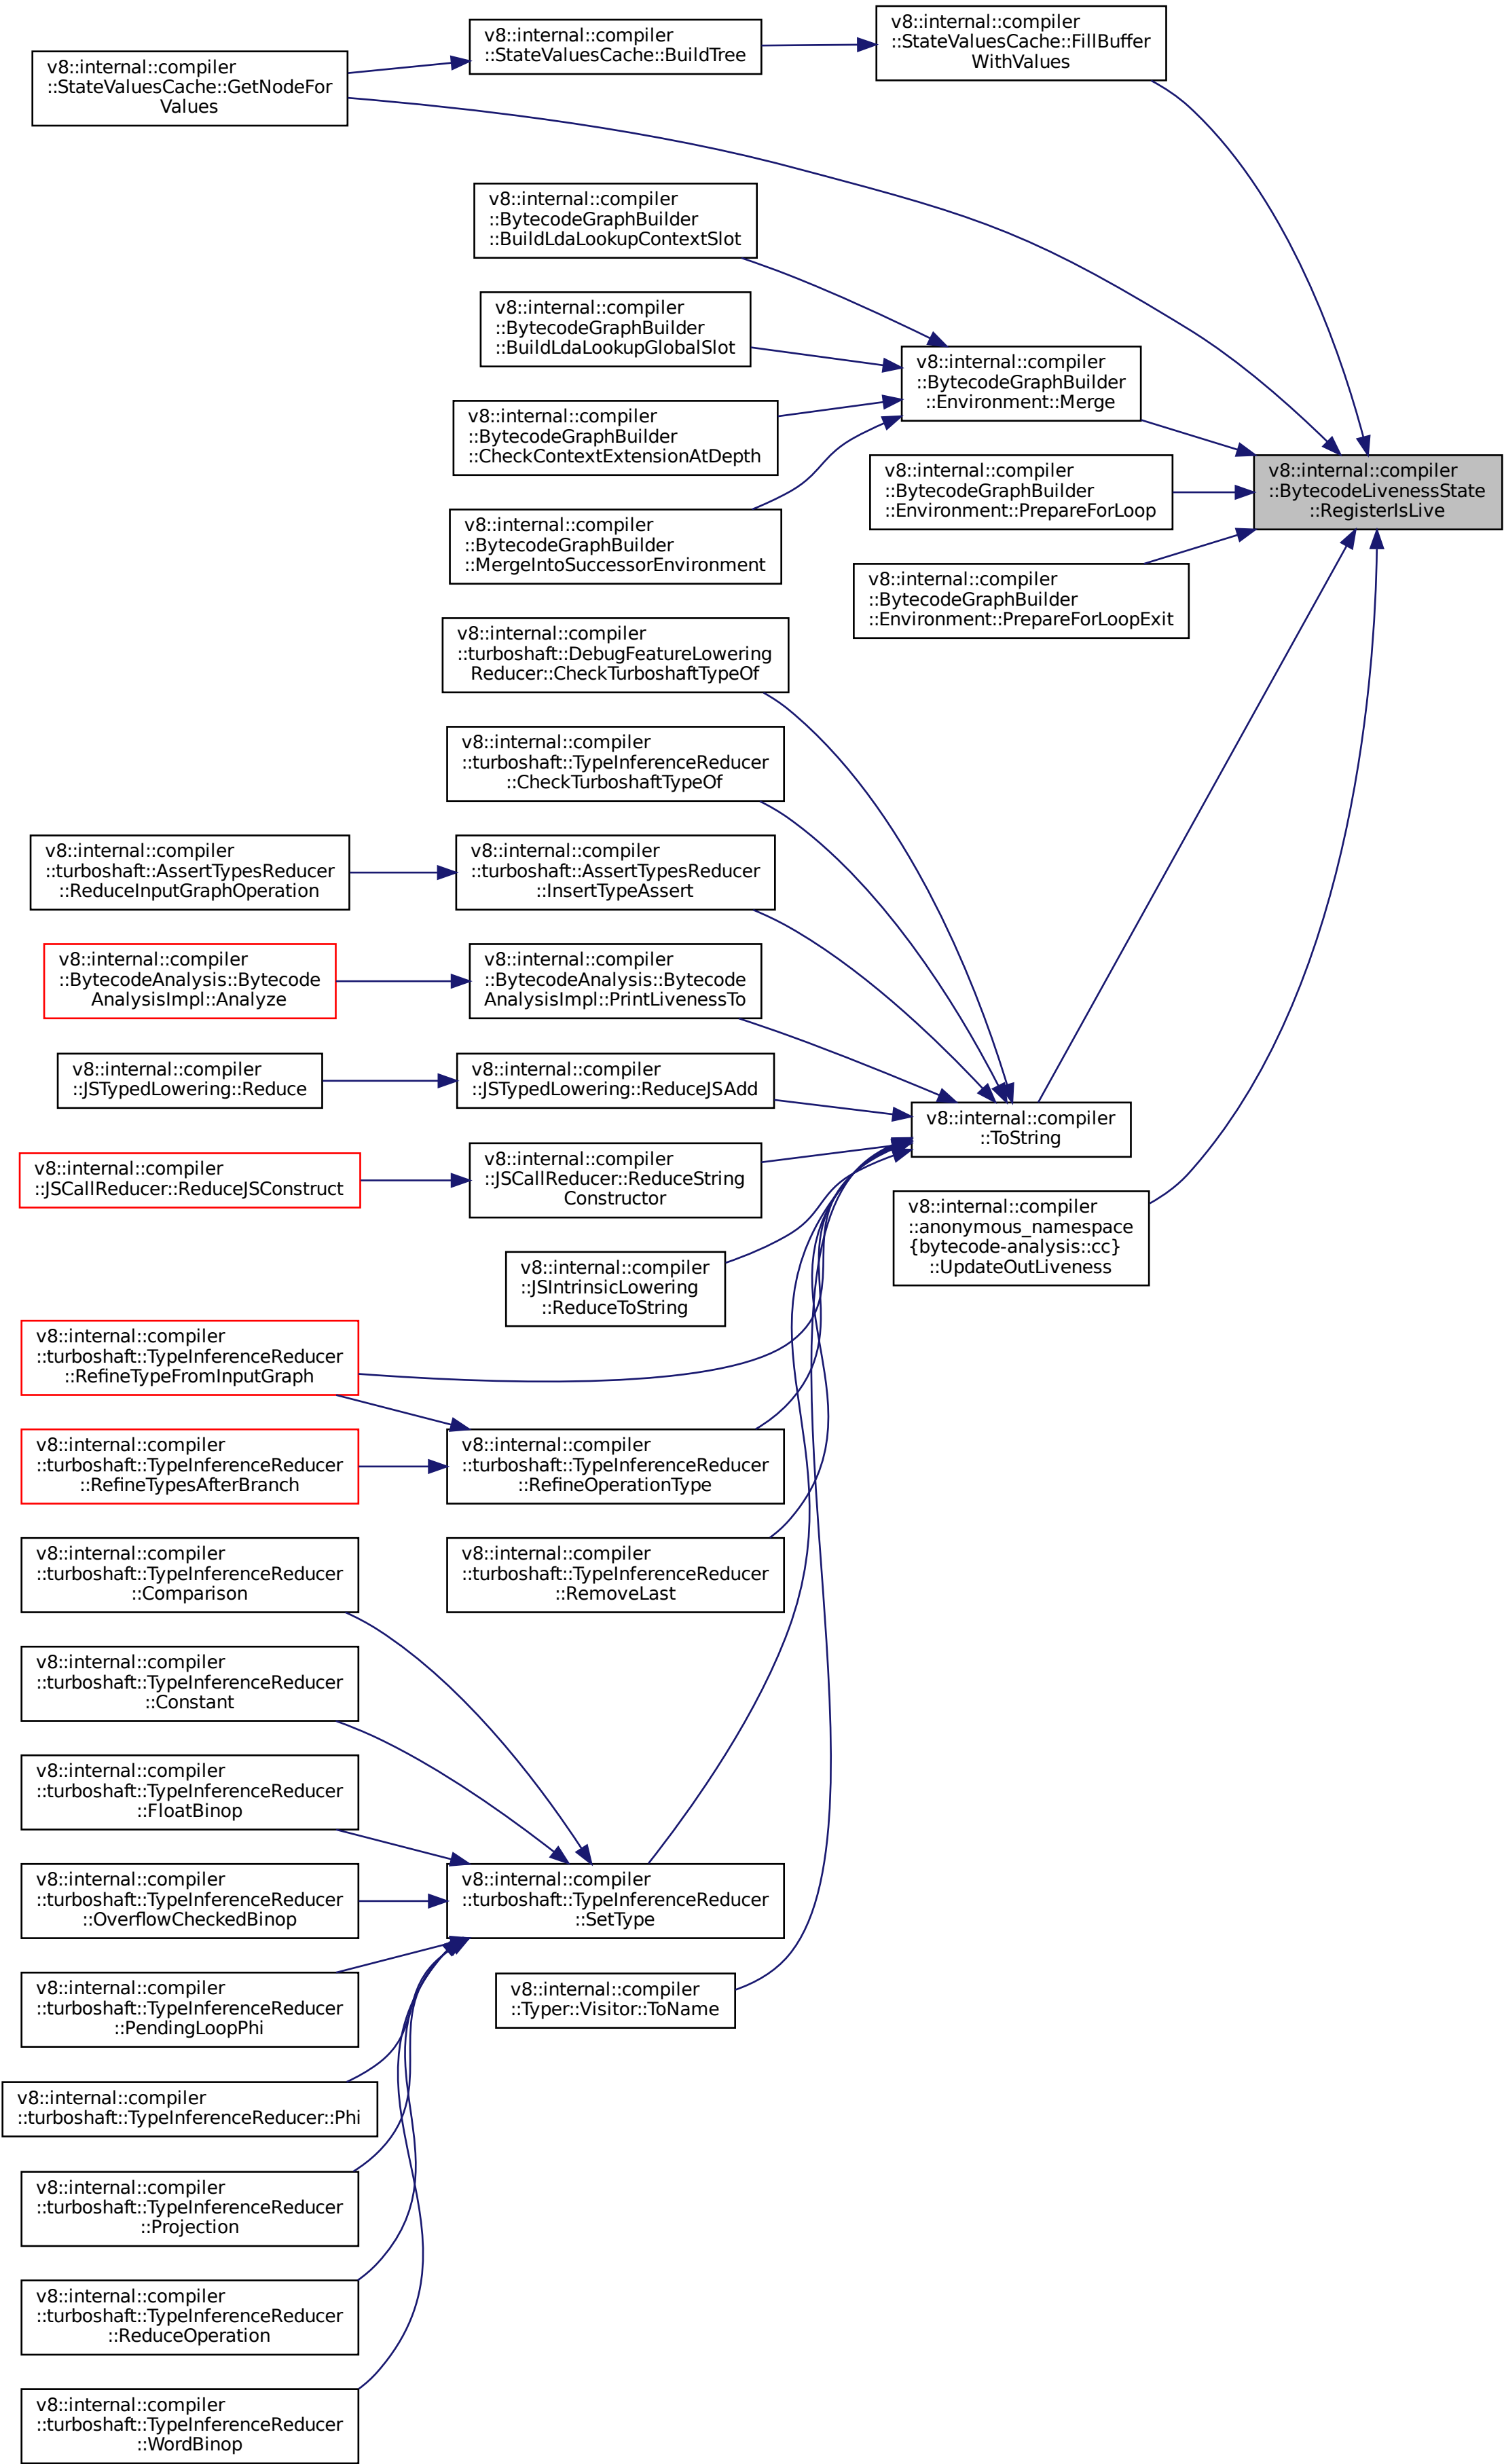 v8::internal::compiler
::StateValuesCache::FillBuffer
WithValues
v8::internal::compiler
::StateValuesCache::BuildTree
v8::internal::compiler
::StateValuesCache::GetNodeFor
Values
v8::internal::compiler
::BytecodeGraphBuilder
::BuildLdaLookupContextSlot
v8::internal::compiler
::BytecodeGraphBuilder
::BuildLdaLookupGlobalSlot
v8::internal::compiler
::BytecodeGraphBuilder
::Environment::Merge
v8::internal::compiler
::BytecodeGraphBuilder
::CheckContextExtensionAtDepth
v8::internal::compiler
::BytecodeGraphBuilder
::Environment::PrepareForLoop
v8::internal::compiler
::BytecodeLivenessState
::RegisterIsLive
v8::internal::compiler
::BytecodeGraphBuilder
::MergeIntoSuccessorEnvironment
v8::internal::compiler
::BytecodeGraphBuilder
::Environment::PrepareForLoopExit
v8::internal::compiler
::turboshaft::DebugFeatureLowering
Reducer::CheckTurboshaftTypeOf
v8::internal::compiler
::turboshaft::TypeInferenceReducer
::CheckTurboshaftTypeOf
v8::internal::compiler
::turboshaft::AssertTypesReducer
::ReduceInputGraphOperation
v8::internal::compiler
::turboshaft::AssertTypesReducer
::InsertTypeAssert
v8::internal::compiler
::BytecodeAnalysis::Bytecode
AnalysisImpl::Analyze
v8::internal::compiler
::BytecodeAnalysis::Bytecode
AnalysisImpl::PrintLivenessTo
v8::internal::compiler
::JSTypedLowering::Reduce
v8::internal::compiler
::JSTypedLowering::ReduceJSAdd
v8::internal::compiler
::ToString
v8::internal::compiler
::JSCallReducer::ReduceJSConstruct
v8::internal::compiler
::JSCallReducer::ReduceString
Constructor
v8::internal::compiler
::anonymous_namespace
{bytecode-analysis::cc}
::UpdateOutLiveness
v8::internal::compiler
::JSIntrinsicLowering
::ReduceToString
v8::internal::compiler
::turboshaft::TypeInferenceReducer
::RefineTypeFromInputGraph
v8::internal::compiler
::turboshaft::TypeInferenceReducer
::RefineTypesAfterBranch
v8::internal::compiler
::turboshaft::TypeInferenceReducer
::RefineOperationType
v8::internal::compiler
::turboshaft::TypeInferenceReducer
::Comparison
v8::internal::compiler
::turboshaft::TypeInferenceReducer
::RemoveLast
v8::internal::compiler
::turboshaft::TypeInferenceReducer
::Constant
v8::internal::compiler
::turboshaft::TypeInferenceReducer
::FloatBinop
v8::internal::compiler
::turboshaft::TypeInferenceReducer
::OverflowCheckedBinop
v8::internal::compiler
::turboshaft::TypeInferenceReducer
::SetType
v8::internal::compiler
::turboshaft::TypeInferenceReducer
::PendingLoopPhi
v8::internal::compiler
::Typer::Visitor::ToName
v8::internal::compiler
::turboshaft::TypeInferenceReducer::Phi
v8::internal::compiler
::turboshaft::TypeInferenceReducer
::Projection
v8::internal::compiler
::turboshaft::TypeInferenceReducer
::ReduceOperation
v8::internal::compiler
::turboshaft::TypeInferenceReducer
::WordBinop